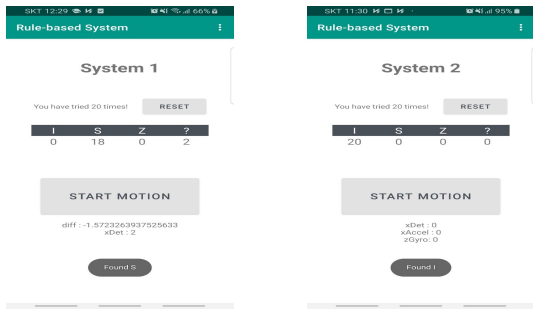 SKT 12:29
66%
Rule-based System
System 1
You have tried 20 times!
RESET
I S Z ?
0 18 0 2
START MOTION
diff : -1.5723263937525633
xDet : 2
Found S
SKT 11:30
95%
Rule-based System
System 2
You have tried 20 times!
RESET
I S Z ?
20 0 0 0
START MOTION
xDet : 0
xAccel : 0
zGyro: 0
Found I